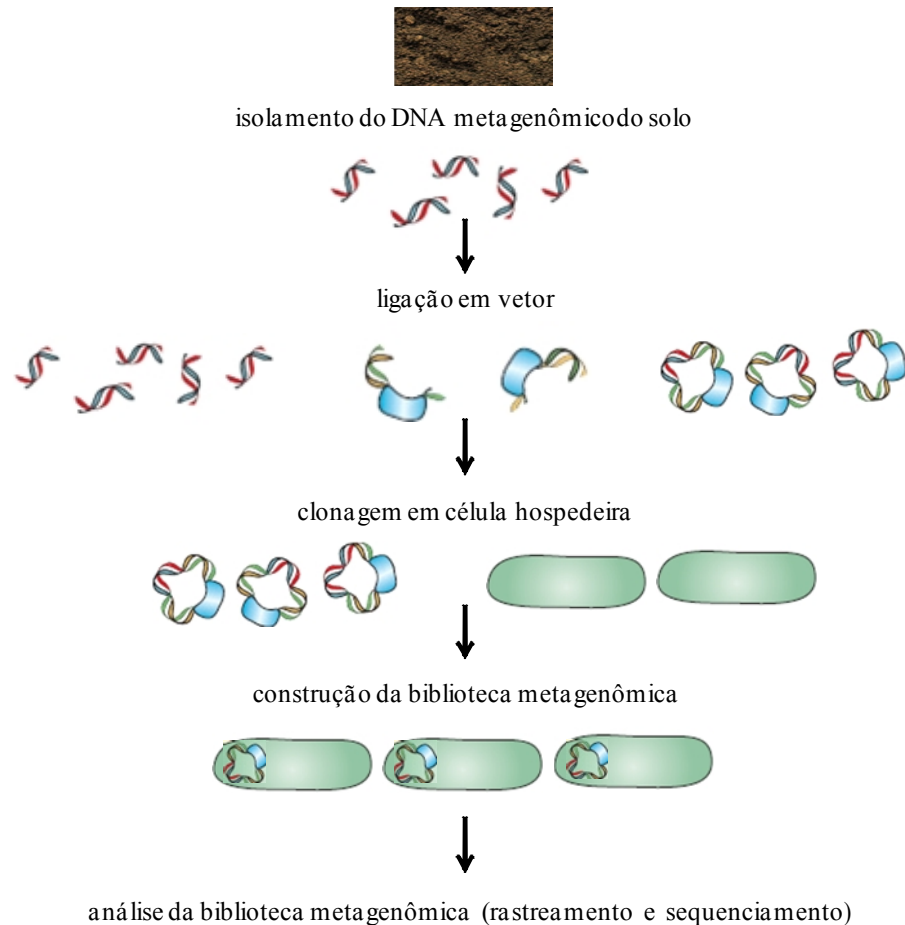 isolamento do DNA metagenômicodo solo
ligação em vetor
clonagem em célula hospedeira
construção da biblioteca metagenômica
análise da biblioteca metagenômica (rastreamento e sequenciamento)